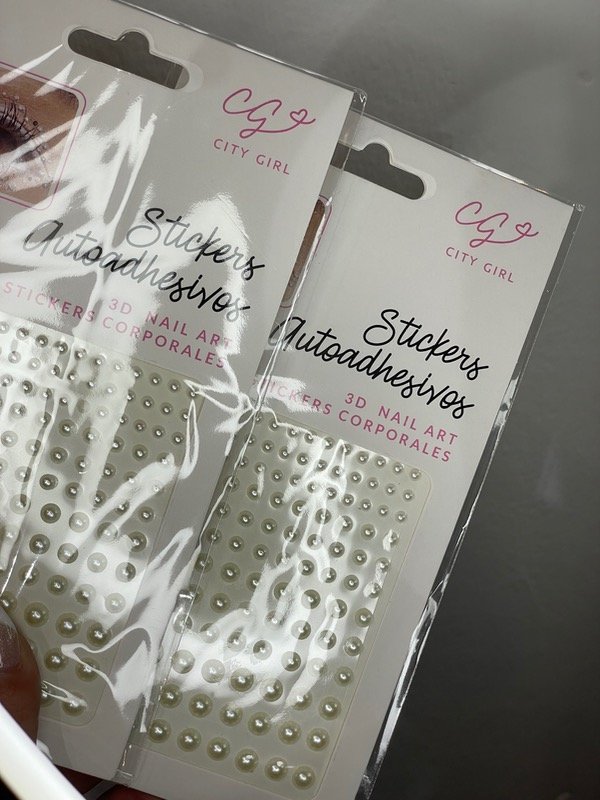 CG
CITY GIRL
Stickers
Autoadhesivos
3D NAIL ART
STICKERS CORPORALES
CG
CITY GIRL
Stickers
Autoadhesivos
3D NAIL ART
STICKERS CORPORALES